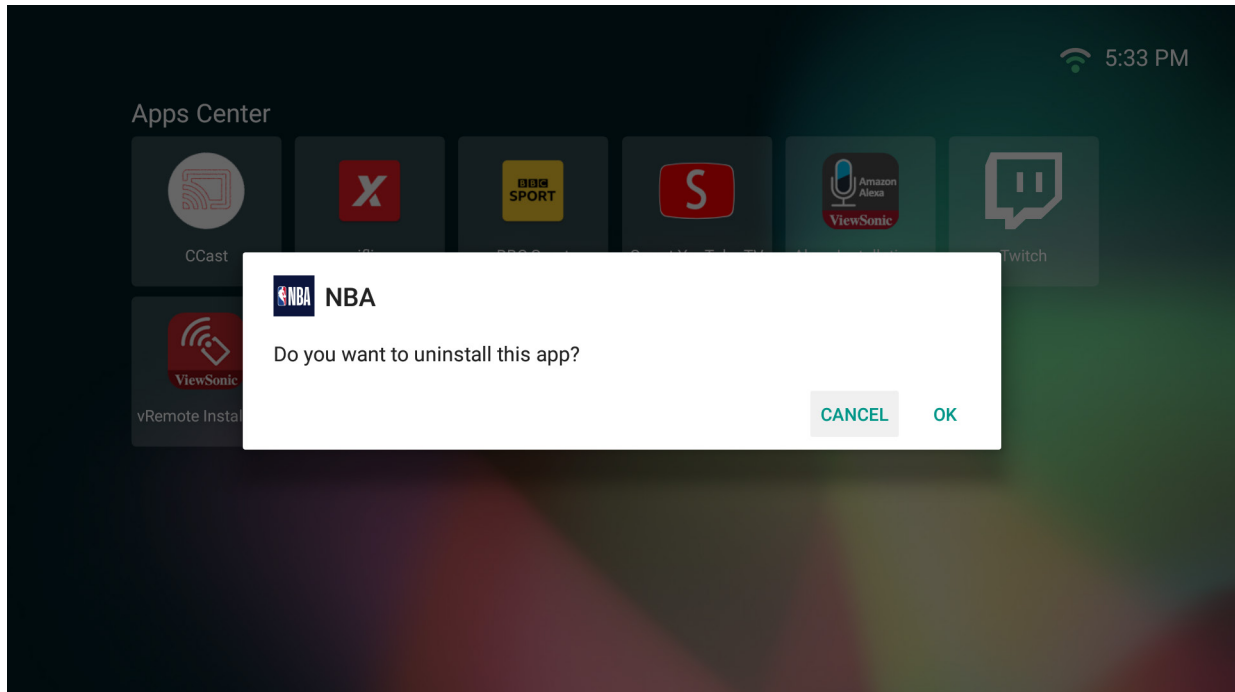 5:33 PM
Apps Center
BBC
SPORT
S
Amazon
Alexa
ViewSonic
CCast
Twitch
NBA NBA
Do you want to uninstall this app?
ViewSonic
vRemote Instal
CANCEL OK